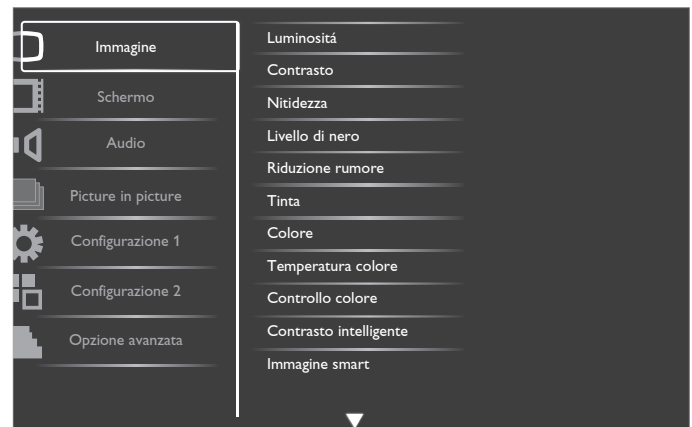 Immagine
Schermo
Audio
Picture in picture
Configurazione 1
Configurazione 2
Opzione avanzata
Luminositá
Contrasto
Nitidezza
Livello di nero
Riduzione rumore
Tinta
Colore
Temperatura colore
Controllo colore
Contrasto intelligente
Immagine smart